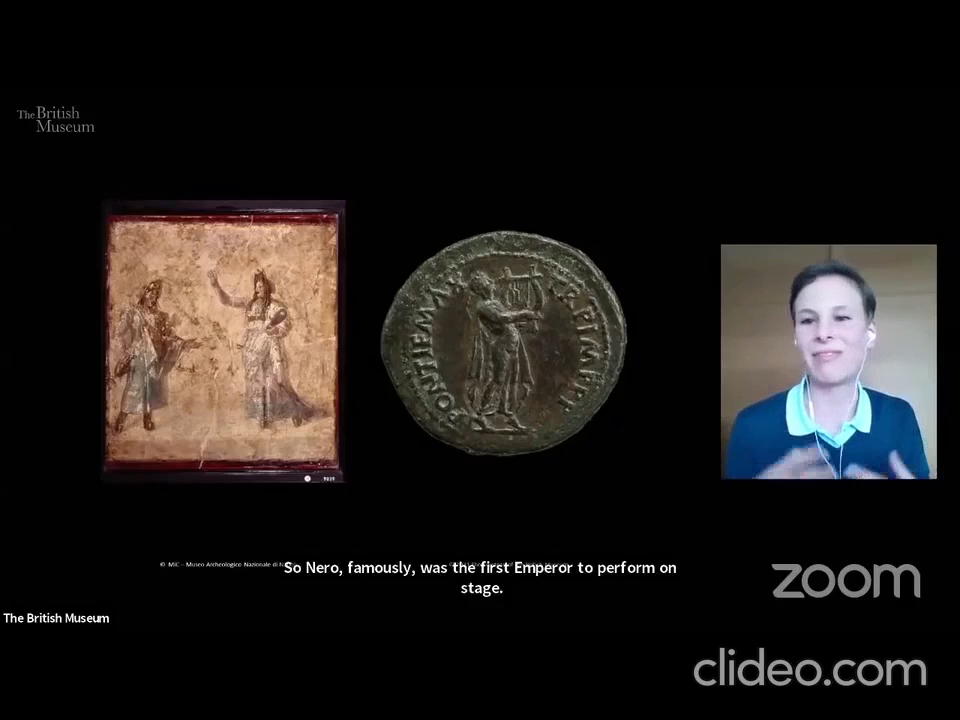 The British
Museum
PONTIF MAX
TR P IMP P P
9039
© MiC – Museo Archeologico Nazionale di
So Nero, famously, was the first Emperor to perform on
stage.
zoom
The British Museum
clideo.com